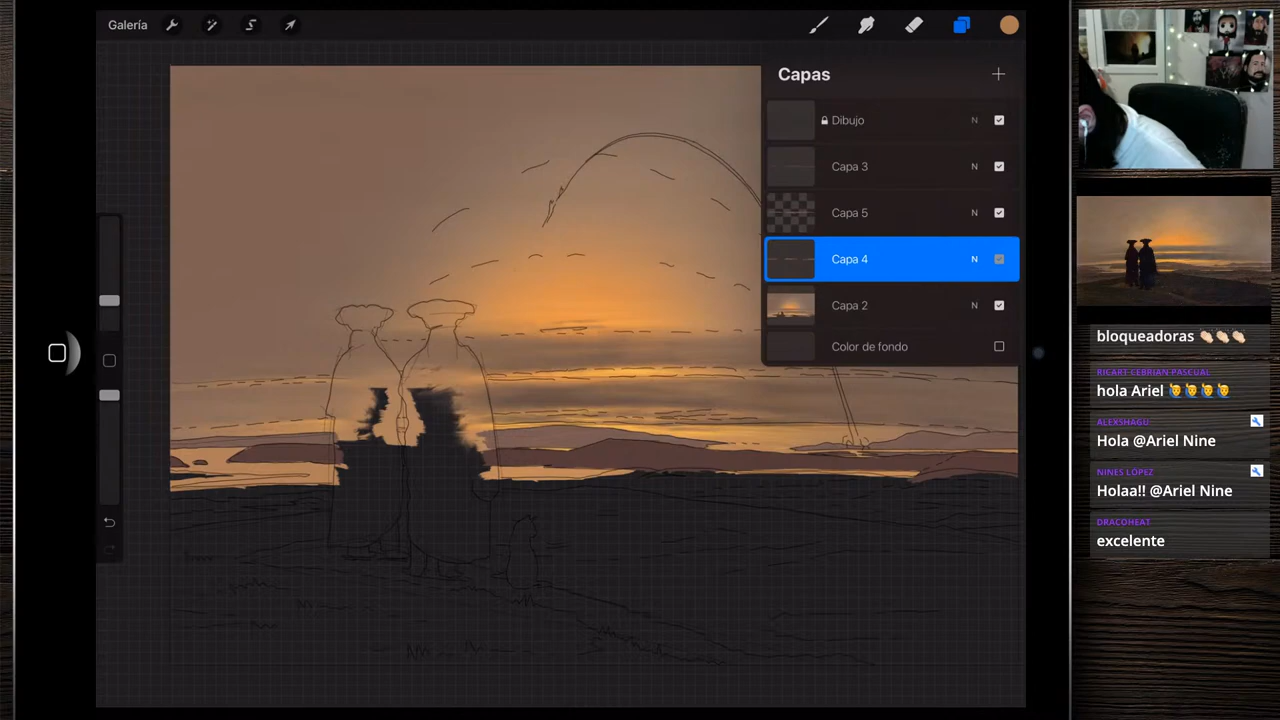 Galería
Capas
Dibujo N
Capa 3 N
Capa 5 N
Capa 4 N
Capa 2 N
Color de fondo
bloqueadoras 👏🏻👏🏻👏🏻
RICART-CEBRIAN-PASCUAL
hola Ariel 🙋‍♂️🙋‍♂️🙋‍♂️🙋‍♂️
ALEXSHAGU
Hola @Ariel Nine
NINES LÓPEZ
Holaa!! @Ariel Nine
DRACOHEAT
excelente